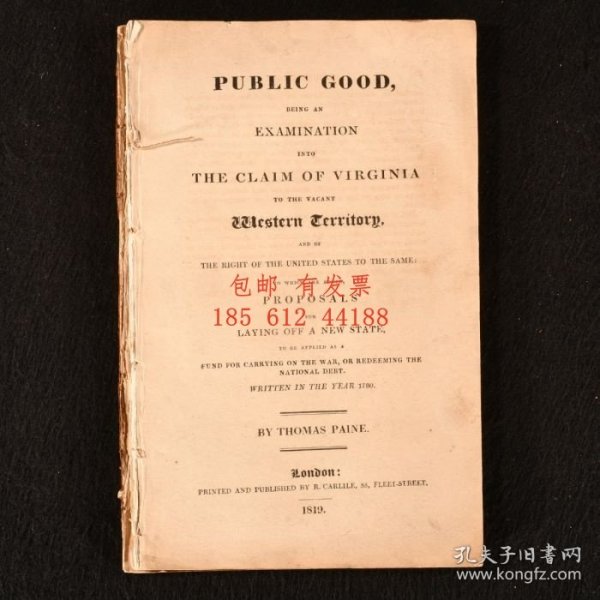 PUBLIC GOOD,
BEING AN
EXAMINATION
INTO
THE CLAIM OF VIRGINIA
TO THE VACANT
Western Territory,
AND OF
THE RIGHT OF THE UNITED STATES TO THE SAME:
包邮 有发票
PROPOSALS
185 612 44188
LAYING OFF A NEW STATE,
TO BE APPLIED AS A
FUND FOR CARRYING ON THE WAR, OR REDEEMING THE
NATIONAL DEBT.
WRITTEN IN THE YEAR 1780.
BY THOMAS PAINE.
London:
PRINTED AND PUBLISHED BY R. CARLILE, 55, FLEET-STREET.
1819.
孔夫子旧书网
www.kongfz.com